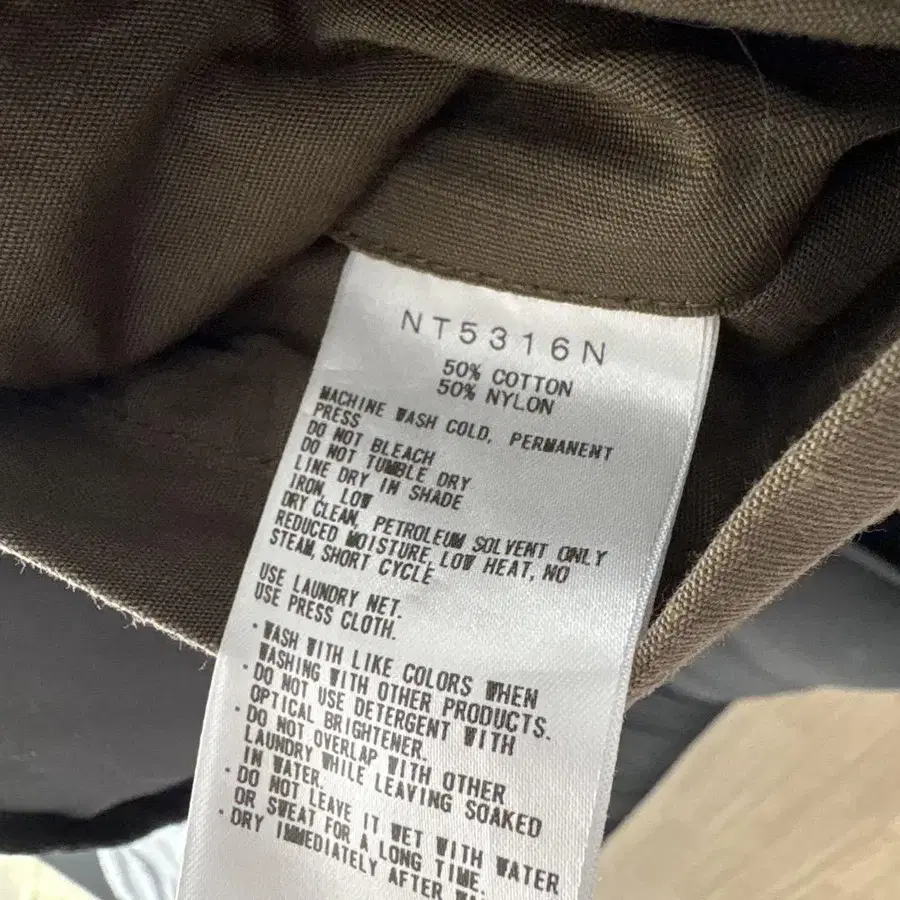 NT5316N
50% COTTON
50% NYLON
MACHINE WASH COLD, PERMANENT
PRESS
DO NOT BLEACH
DO NOT TUMBLE DRY
LINE DRY IN SHADE
IRON, LOW
DRY CLEAN, PETROLEUM SOLVENT ONLY
REDUCED MOISTURE, LOW HEAT, NO
STEAM, SHORT CYCLE
USE LAUNDRY NET.
USE PRESS CLOTH.
・WASH WITH LIKE COLORS WHEN
WASHING WITH OTHER PRODUCTS.
・DO NOT USE DETERGENT WITH
OPTICAL BRIGHTENER.
・DO NOT OVERLAP WITH OTHER
LAUNDRY WHILE LEAVING SOAKED
IN WATER.
・DO NOT LEAVE IT WET WITH WATER
OR SWEAT FOR A LONG TIME.
・DRY IMMEDIATELY AFTER